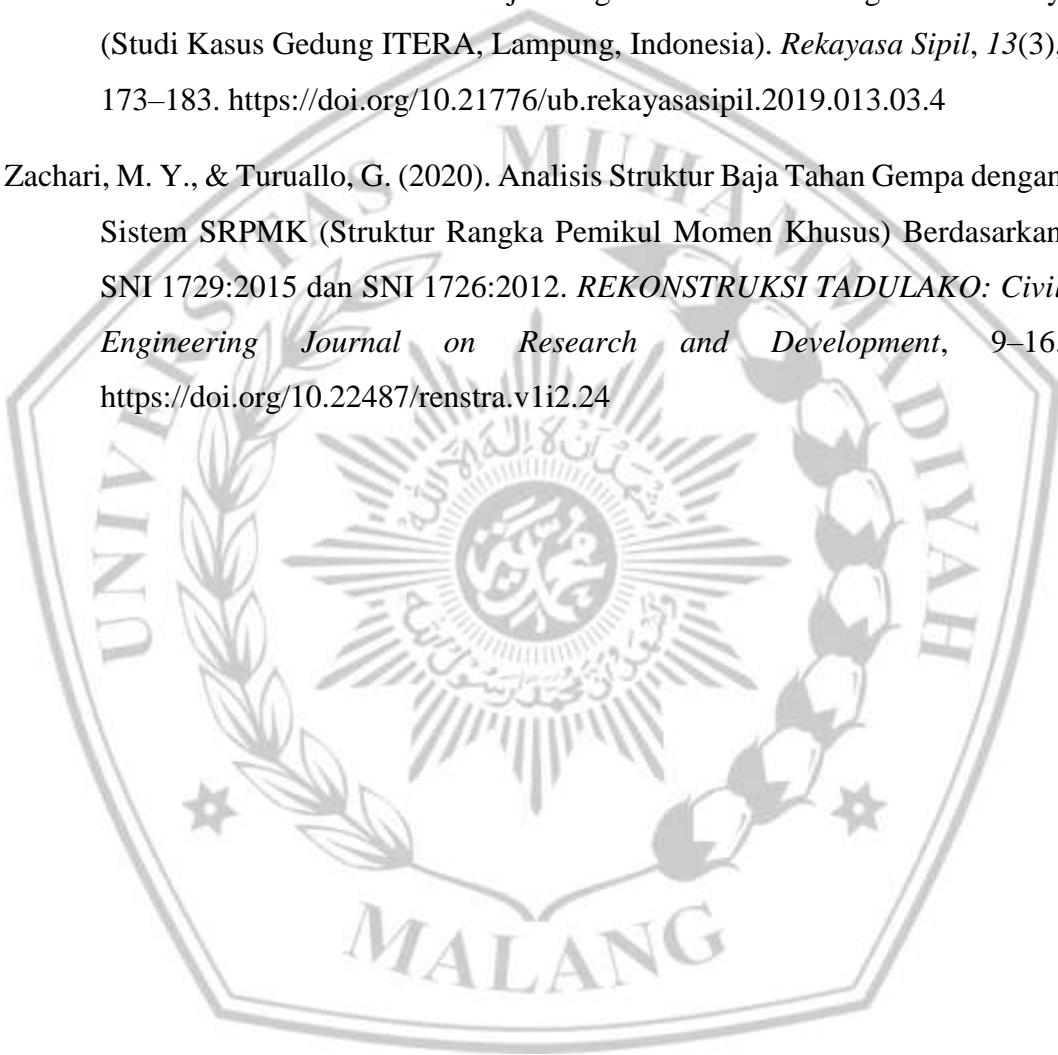 (Studi Kasus Gedung ITERA, Lampung, Indonesia). Rekayasa Sipil, 13(3),
173–183. https://doi.org/10.21776/ub.rekayasasipil.2019.013.03.4
Zachari, M. Y., & Turuallo, G. (2020). Analisis Struktur Baja Tahan Gempa dengan
Sistem SRPMK (Struktur Rangka Pemikul Momen Khusus) Berdasarkan
SNI 1729:2015 dan SNI 1726:2012. REKONSTRUKSI TADULAKO: Civil
Engineering Journal on Research and Development, 9–16.
https://doi.org/10.22487/renstra.v1i2.24
UNIVERSITAS MUHAMMADIYAH
MALANG